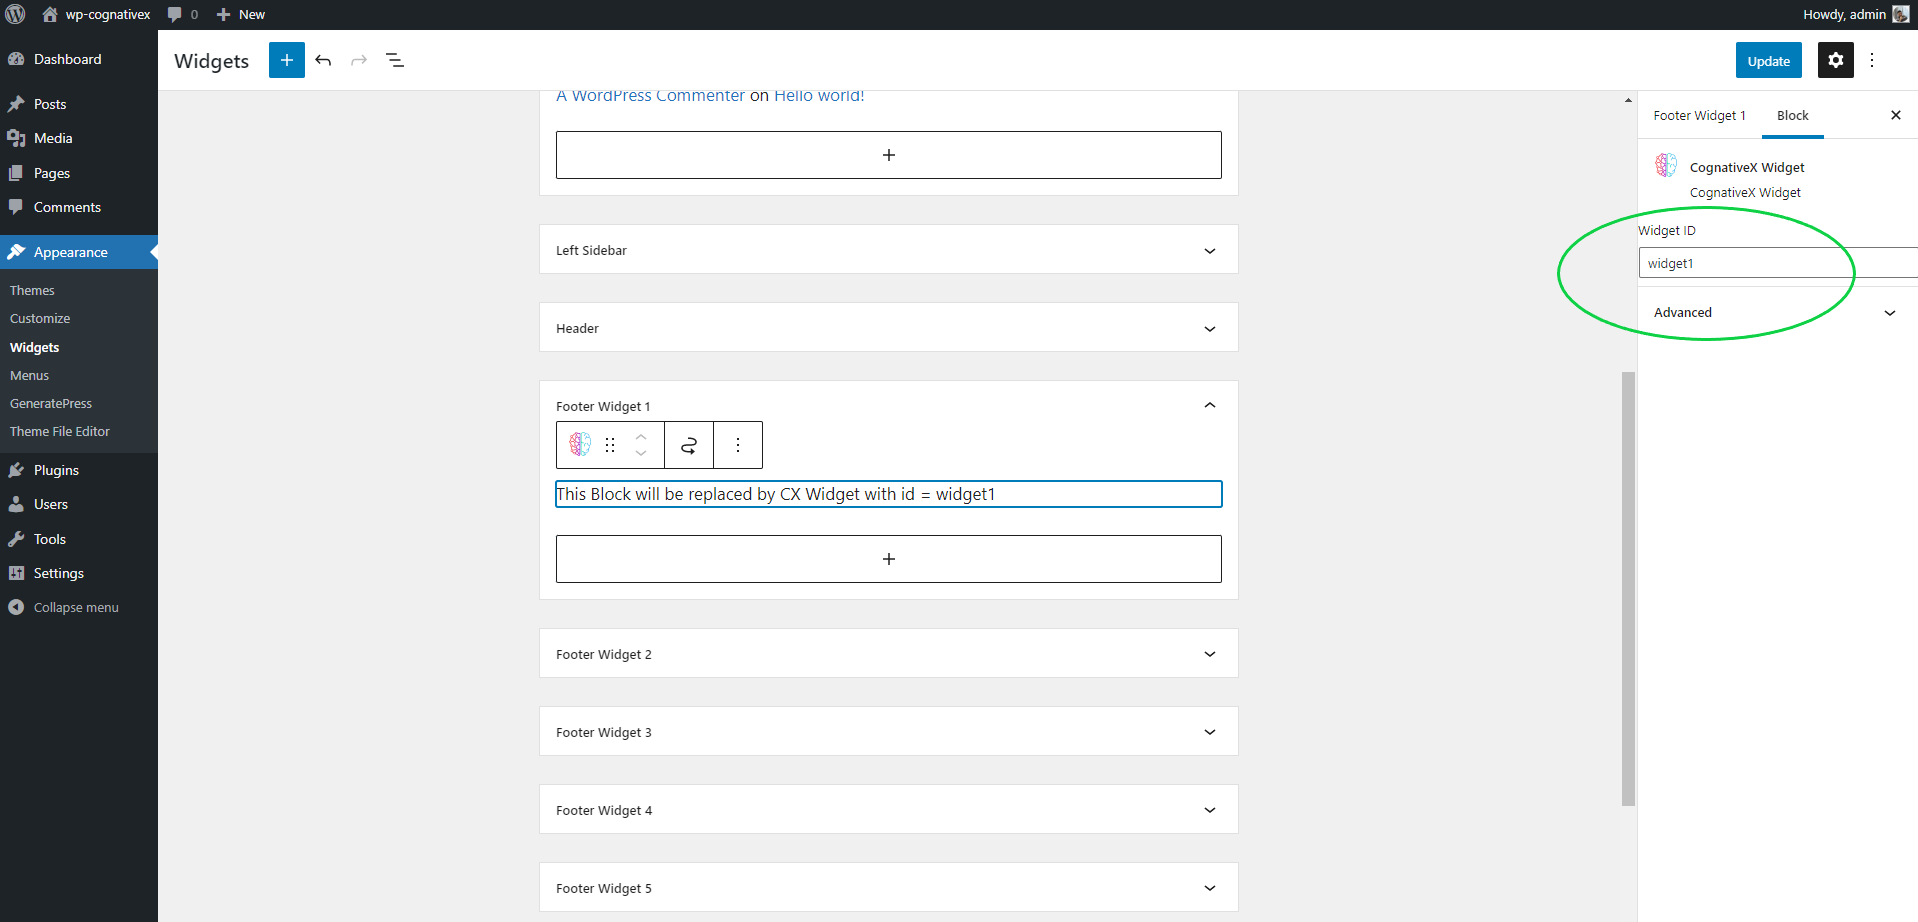 wp-cognativex 0 New Howdy, admin
Dashboard
Posts
Media
Pages
Comments
Appearance
Themes
Customize
Widgets
Menus
GeneratePress
Theme File Editor
Plugins
Users
Tools
Settings
Collapse menu
Widgets
Update
A WordPress Commenter on Hello world!
Left Sidebar
Header
Footer Widget 1
This Block will be replaced by CX Widget with id = widget1
Footer Widget 2
Footer Widget 3
Footer Widget 4
Footer Widget 5
Footer Widget 1 Block
CognativeX Widget
CognativeX Widget
Widget ID
widget1
Advanced